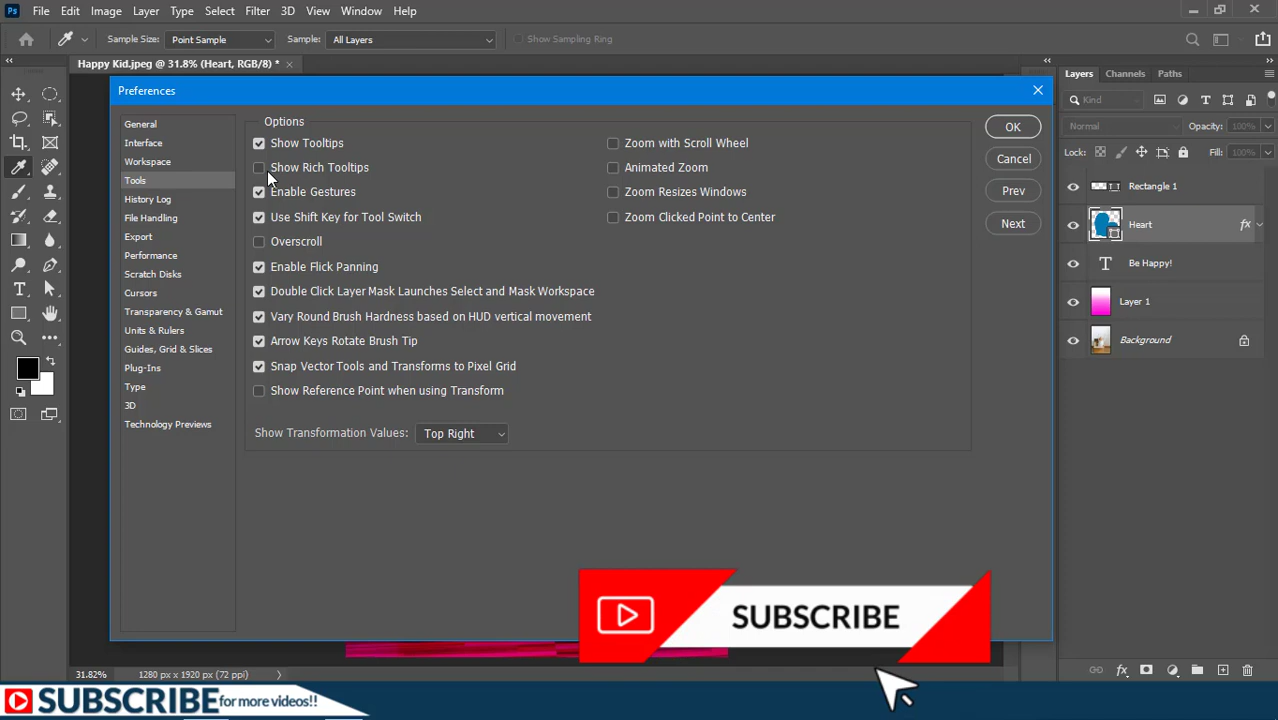 Ps File Edit Image Layer Type Select Filter 3D View Window Help
Sample Size: Point Sample Sample: All Layers Show Sampling Ring
Happy Kid.jpeg @ 31.8% (Heart, RGB/8) *
Preferences
General
Interface
Workspace
Tools
History Log
File Handling
Export
Performance
Scratch Disks
Cursors
Transparency & Gamut
Units & Rulers
Guides, Grid & Slices
Plug-Ins
Type
3D
Technology Previews
Options
Show Tooltips
Show Rich Tooltips
Enable Gestures
Use Shift Key for Tool Switch
Overscroll
Enable Flick Panning
Double Click Layer Mask Launches Select and Mask Workspace
Vary Round Brush Hardness based on HUD vertical movement
Arrow Keys Rotate Brush Tip
Snap Vector Tools and Transforms to Pixel Grid
Show Reference Point when using Transform
Show Transformation Values: Top Right
Zoom with Scroll Wheel
Animated Zoom
Zoom Resizes Windows
Zoom Clicked Point to Center
OK
Cancel
Prev
Next
Layers Channels Paths
Kind
Normal Opacity: 100%
Lock: Fill: 100%
Rectangle 1
Heart fx
Be Happy!
Layer 1
Background
SUBSCRIBE
31.82% 1280 px x 1920 px (72 ppi)
fx
SUBSCRIBE for more videos!!